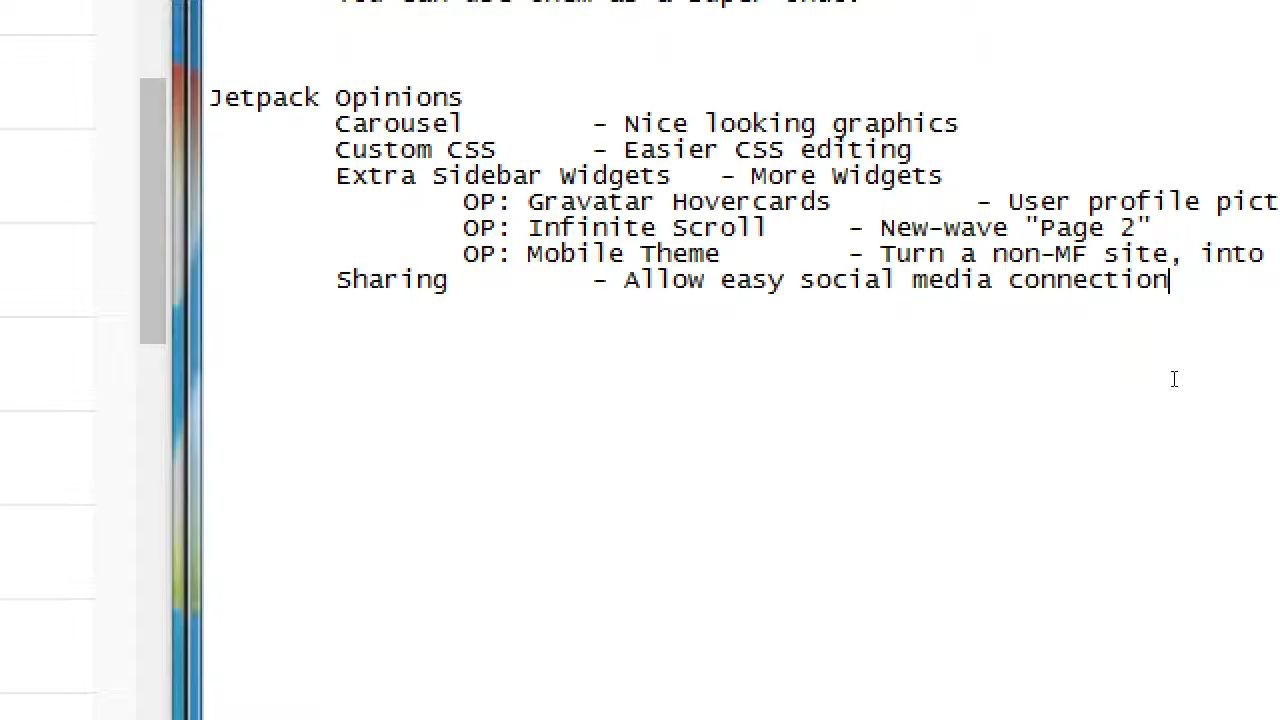 Jetpack Opinions
Carousel - Nice looking graphics
Custom CSS - Easier CSS editing
Extra Sidebar Widgets - More Widgets
OP: Gravatar Hovercards - User profile pict
OP: Infinite Scroll - New-wave "Page 2"
OP: Mobile Theme - Turn a non-MF site, into
Sharing - Allow easy social media connection